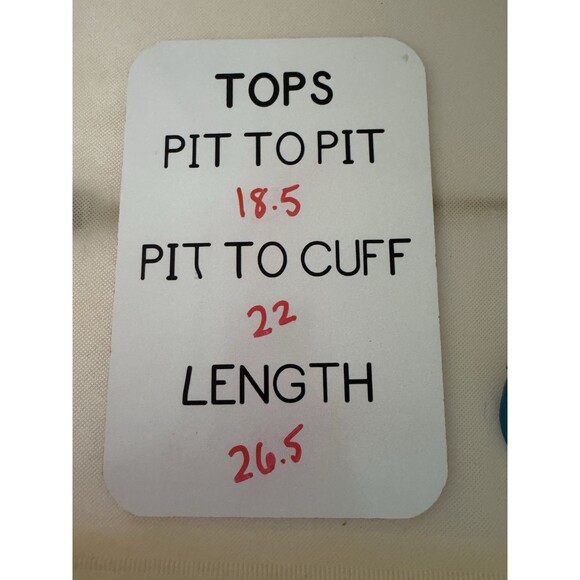 TOPS
PIT TO PIT
18.5
PIT TO CUFF
22
LENGTH
26.5